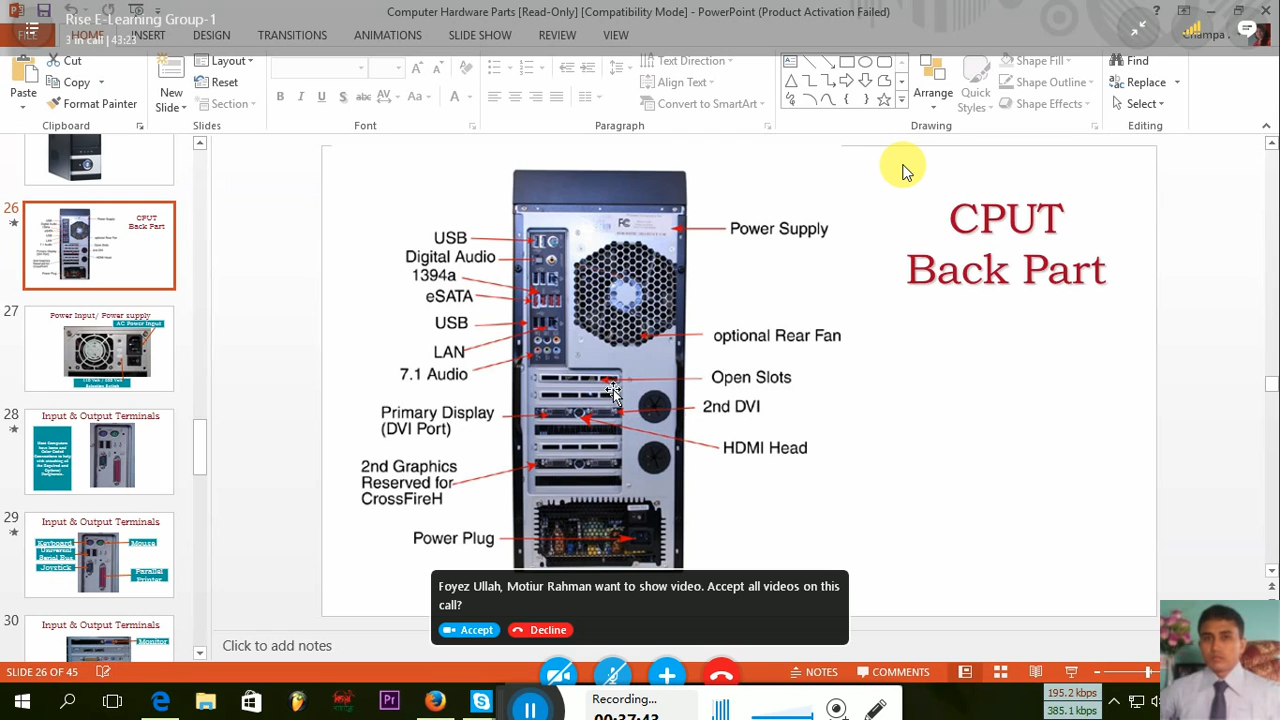 Rise E-Learning Group-1
3 in call | 43:23
Computer Hardware Parts [Read-Only] [Compatibility Mode] - PowerPoint (Product Activation Failed)
FILE HOME INSERT DESIGN TRANSITIONS ANIMATIONS SLIDE SHOW REVIEW VIEW
Champa
Paste
Cut
Copy
Format Painter
Clipboard
New Slide
Layout
Reset
Section
Slides
B I U S abc AV Aa A
Font
Text Direction
Align Text
Convert to SmartArt
Paragraph
Arrange
Quick Styles
Shape Fill
Shape Outline
Shape Effects
Drawing
Find
Replace
Select
Editing
26
CPUT
Back Part
27
Power Input/ Power supply
AC Power Input
28
Input & Output Terminals
29
Input & Output Terminals
Keyboard
Universal
Serial Bus
Joystick
Mouse
Parallel
Printer
30
Input & Output Terminals
Monitor
CPUT
Back Part
USB
Digital Audio
1394a
eSATA
USB
LAN
7.1 Audio
Primary Display
(DVI Port)
2nd Graphics
Reserved for
CrossFireH
Power Plug
Power Supply
optional Rear Fan
Open Slots
2nd DVI
HDMI Head
Foyez Ullah, Motiur Rahman want to show video. Accept all videos on this
call?
Accept Decline
Click to add notes
SLIDE 26 OF 45
NOTES COMMENTS
Recording...
00:37:43
195.2 kbps
385.1 kbps